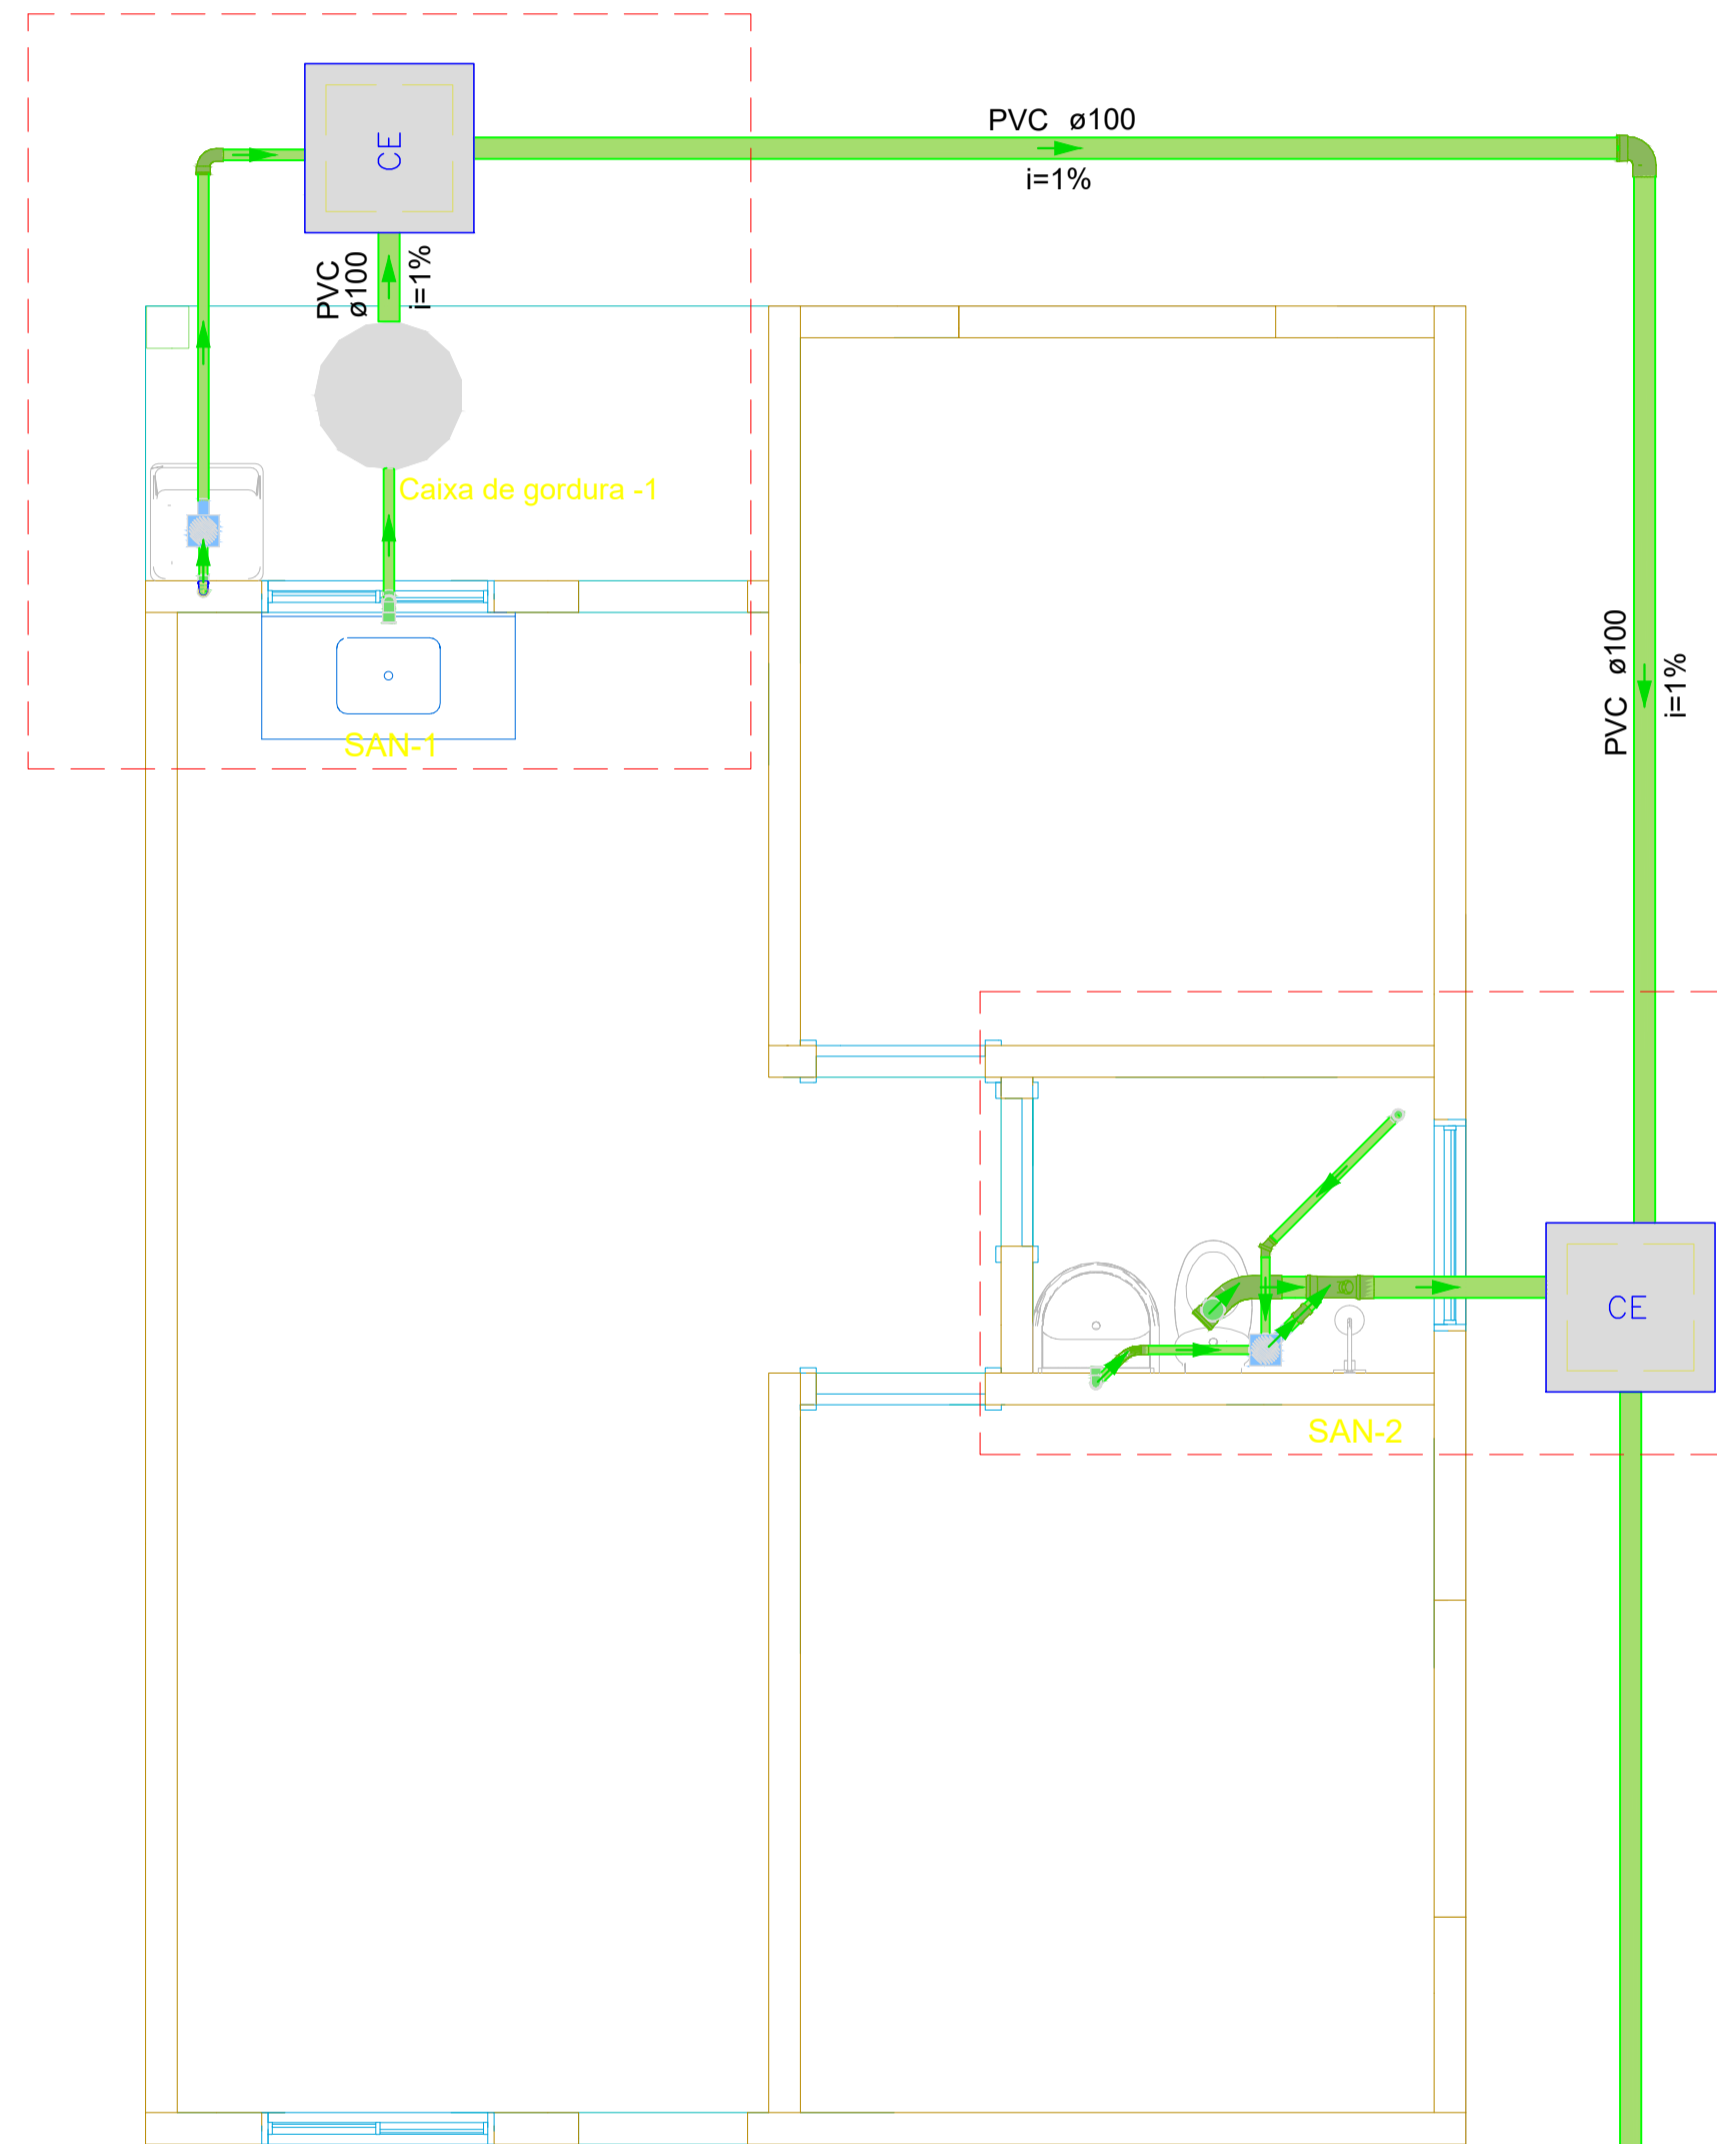 PVC ø100
i=1%
CE
PVC
ø100
i=1%
Caixa de gordura -1
SAN-1
PVC ø100
i=1%
CE
SAN-2